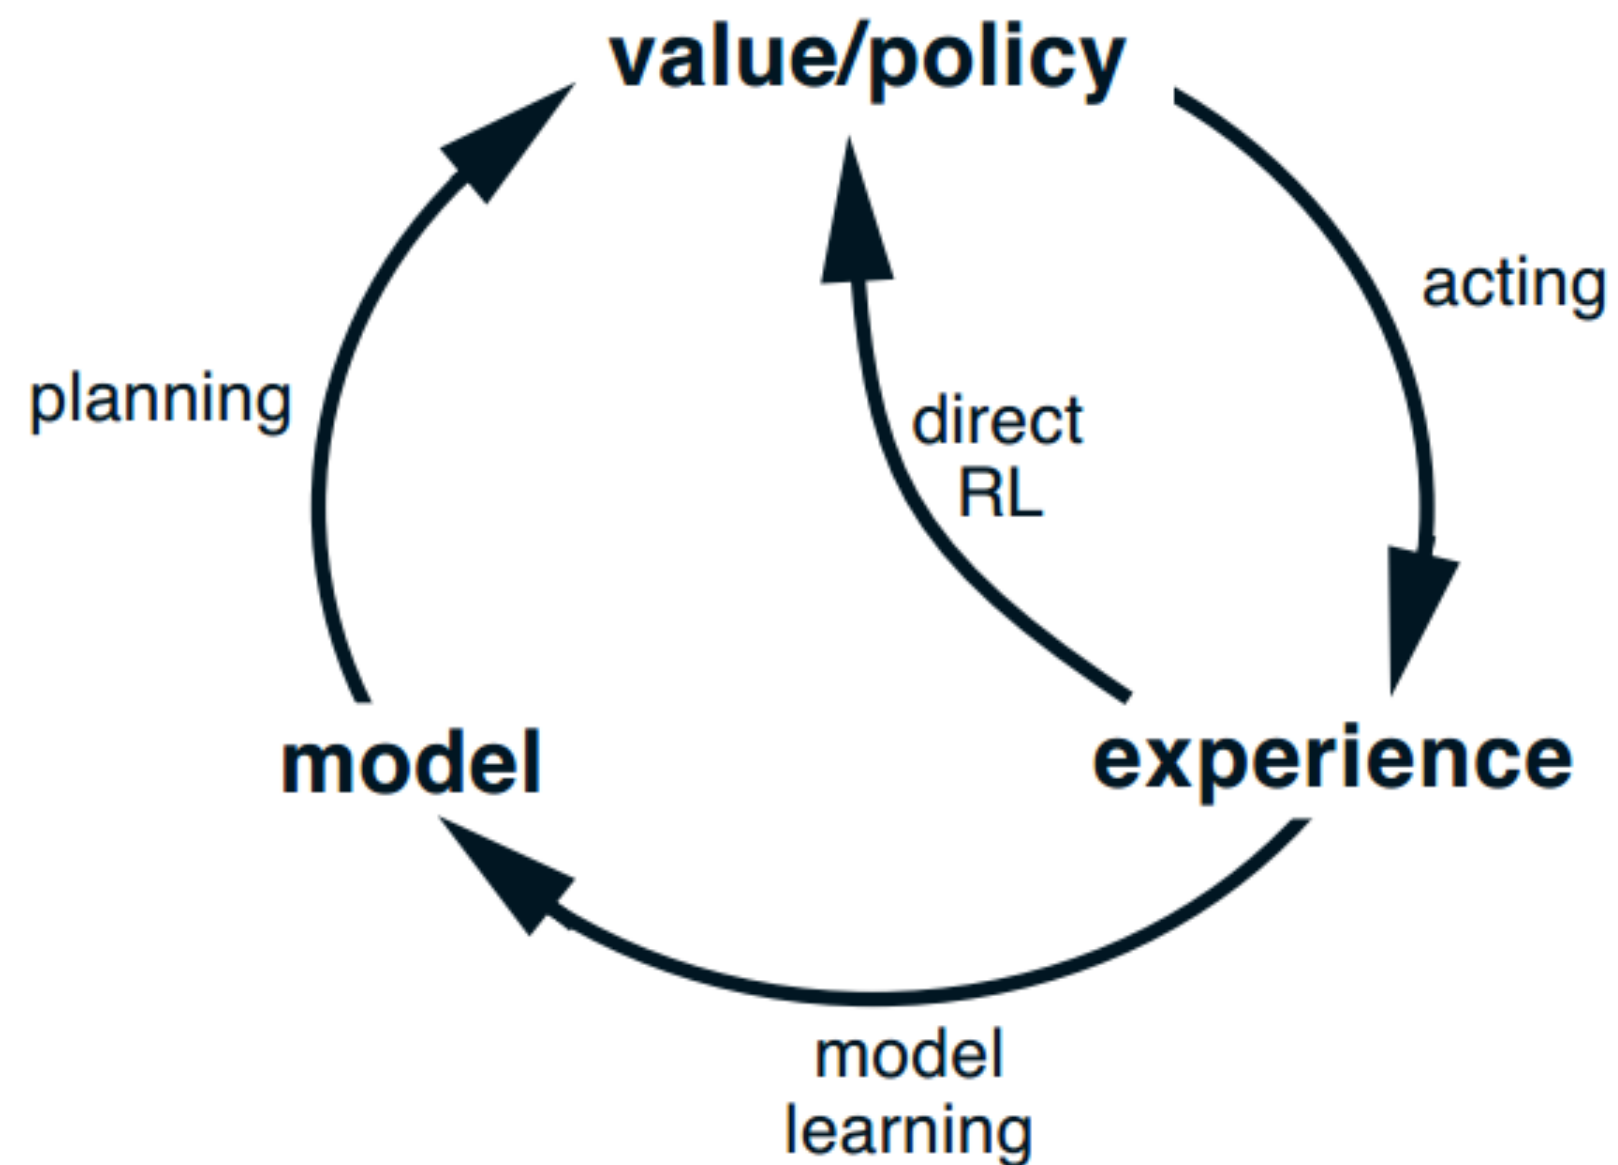 value/policy
acting
planning
direct
RL
model
experience
model
learning